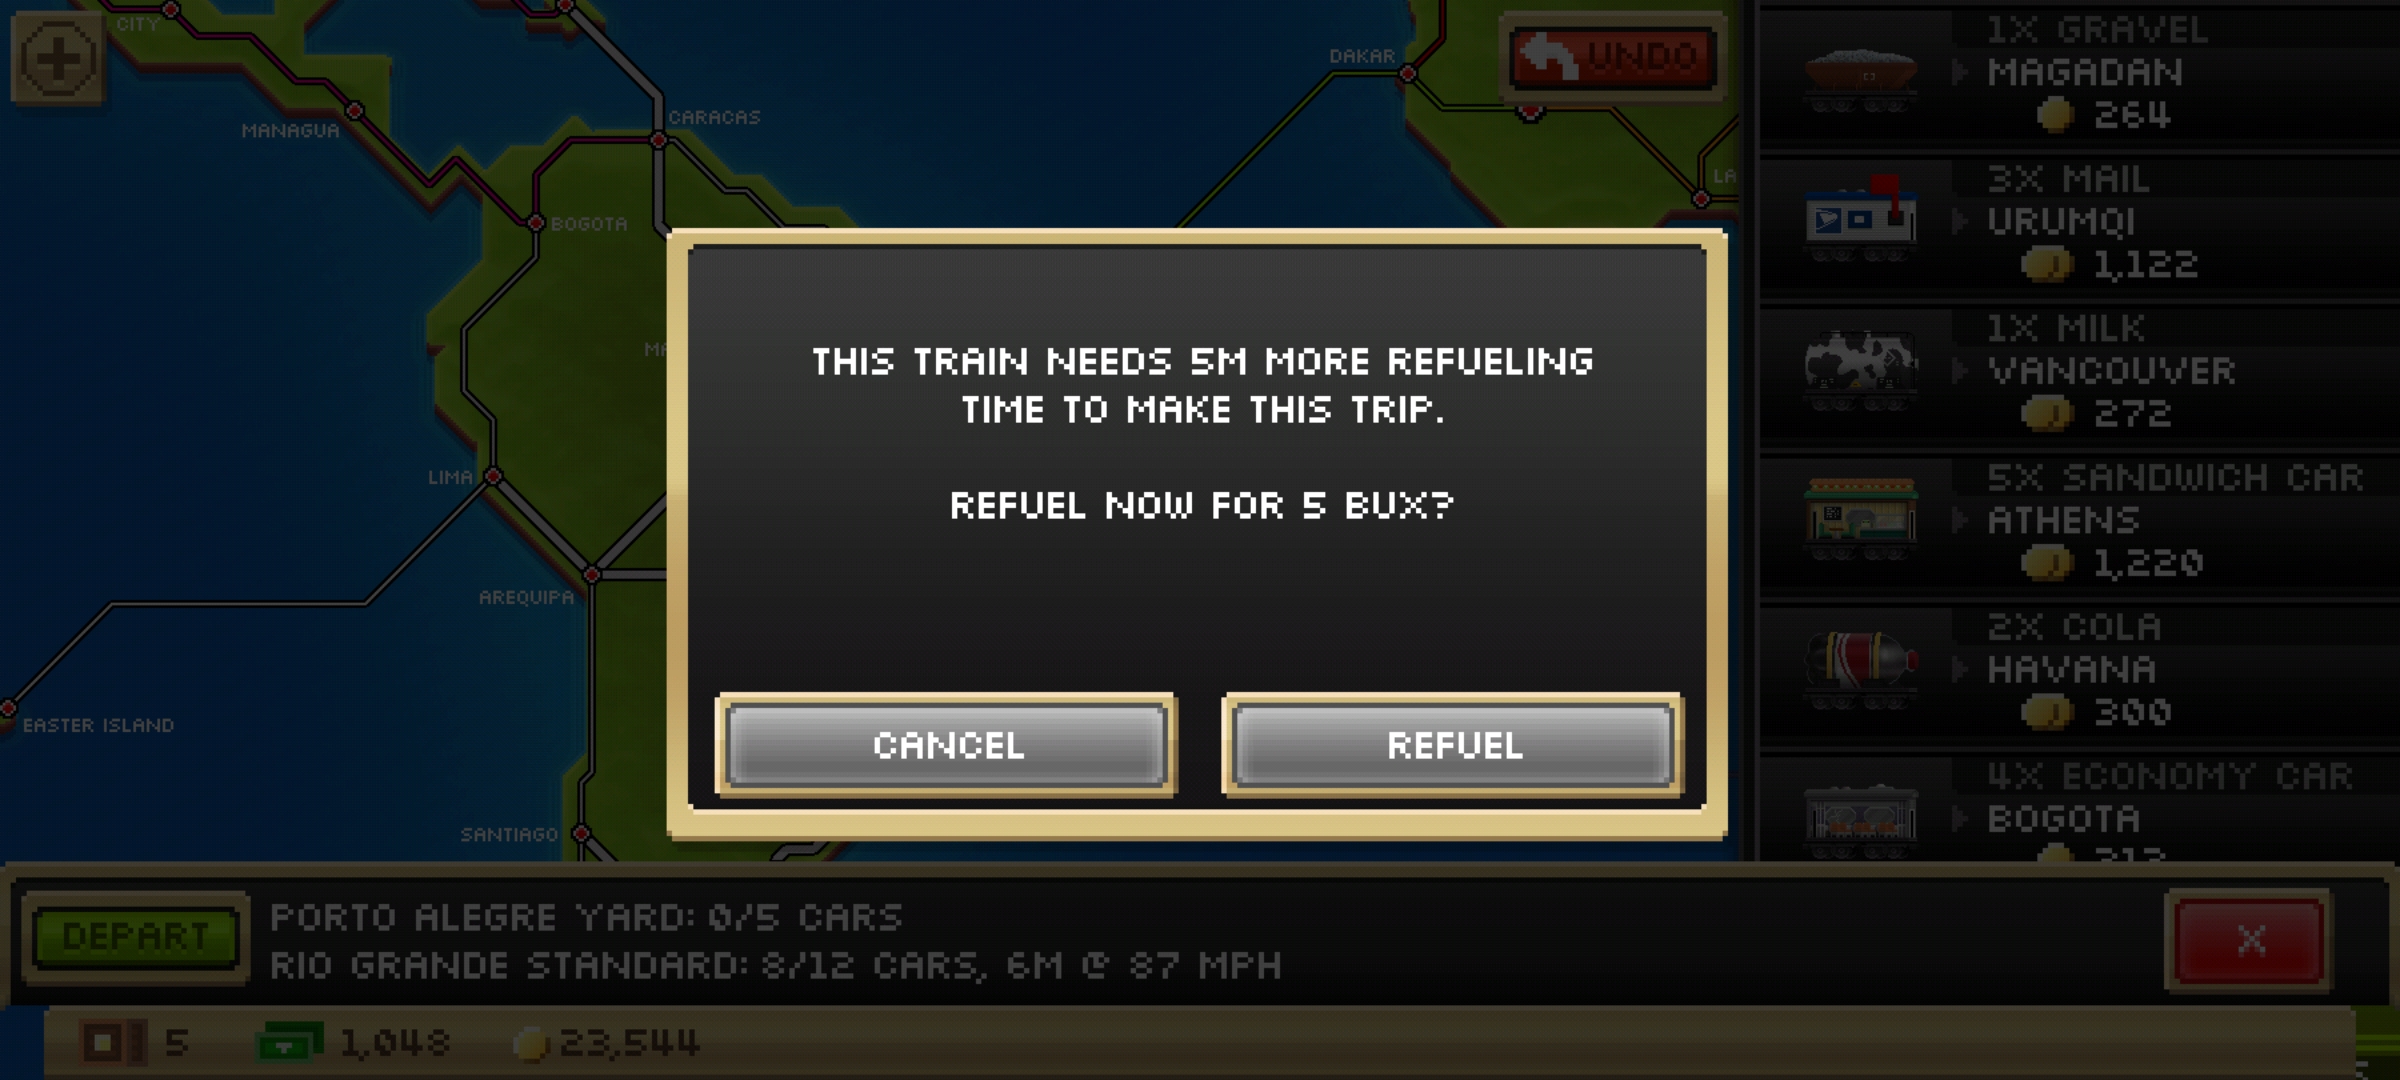 CITY
MANAGUA
CARACAS
BOGOTA
LIMA
AREQUIPA
EASTER ISLAND
SANTIAGO
DAKAR
UNDO
THIS TRAIN NEEDS 5M MORE REFUELING
TIME TO MAKE THIS TRIP.
REFUEL NOW FOR 5 BUX?
CANCEL
REFUEL
1X GRAVEL
MAGADAN
264
3X MAIL
URUMQI
1,122
1X MILK
VANCOUVER
272
5X SANDWICH CAR
ATHENS
1,220
2X COLA
HAVANA
300
4X ECONOMY CAR
BOGOTA
DEPART
PORTO ALEGRE YARD: 0/5 CARS
RIO GRANDE STANDARD: 8/12 CARS, 6M @ 87 MPH
X
5
1,048
23,544